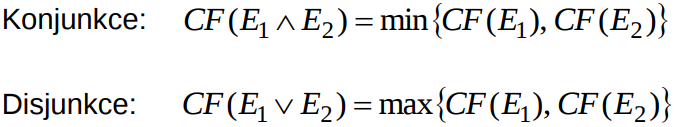 Konjunkce: CF(E₁ ∧ E₂) = min{CF(E₁), CF(E₂)}
Disjunkce: CF(E₁ ∨ E₂) = max{CF(E₁), CF(E₂)}